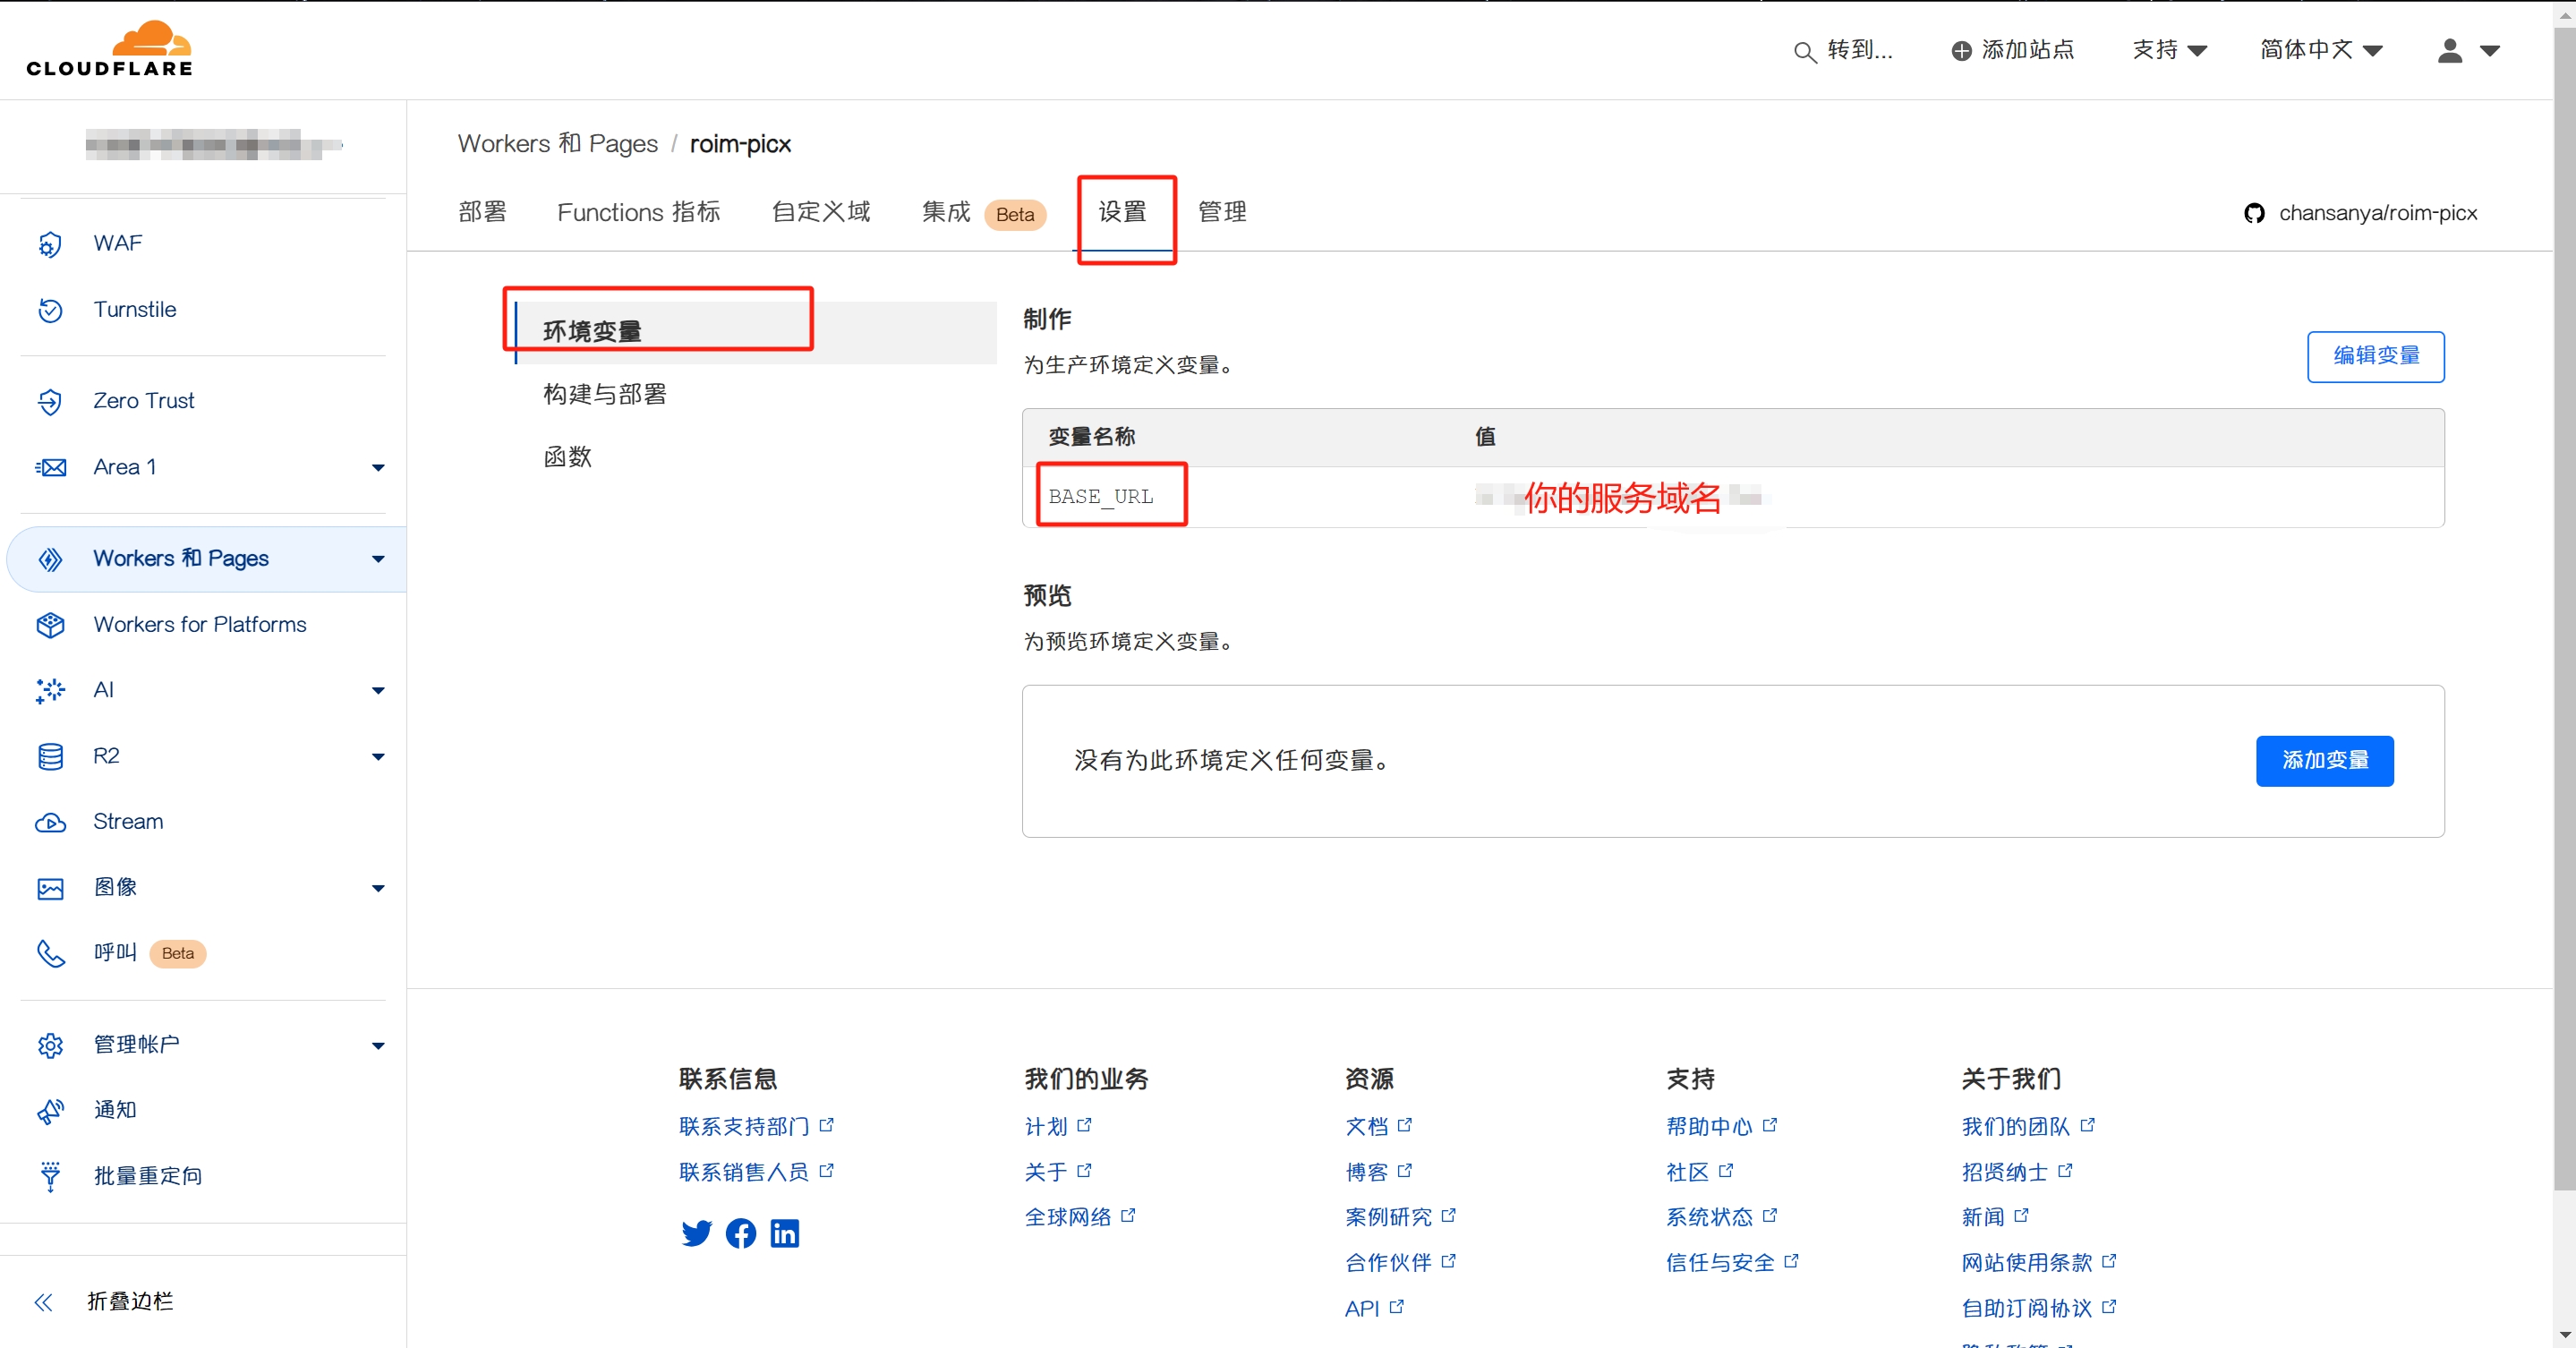 CLOUDFLARE
转到...
添加站点
支持
简体中文
Workers 和 Pages / roim-picx
部署
Functions 指标
自定义域
集成 Beta
设置
管理
chansanya/roim-picx
WAF
Turnstile
Zero Trust
Area 1
Workers 和 Pages
Workers for Platforms
AI
R2
Stream
图像
呼叫 Beta
管理帐户
通知
批量重定向
折叠边栏
环境变量
构建与部署
函数
制作
为生产环境定义变量。
编辑变量
变量名称 值
BASE_URL 你的服务域名
预览
为预览环境定义变量。
没有为此环境定义任何变量。
添加变量
联系信息
联系支持部门
联系销售人员
我们的业务
计划
关于
全球网络
资源
文档
博客
案例研究
合作伙伴
API
支持
帮助中心
社区
系统状态
信任与安全
关于我们
我们的团队
招贤纳士
新闻
网站使用条款
自助订阅协议